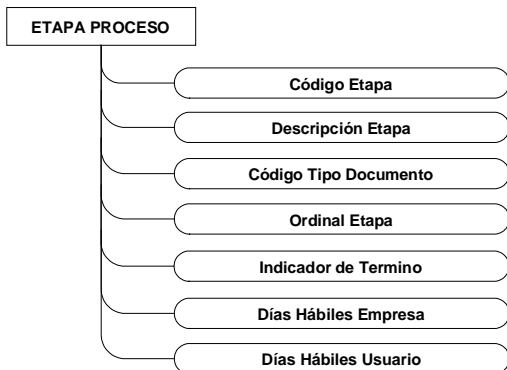 ETAPA PROCESO
Código Etapa
Descripción Etapa
Código Tipo Documento
Ordinal Etapa
Indicador de Termino
Días Hábiles Empresa
Días Hábiles Usuario